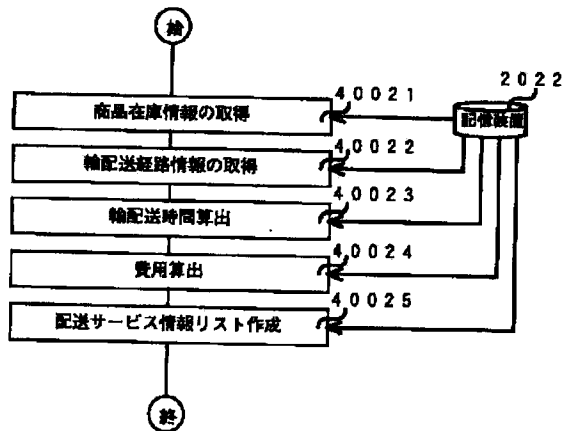 始
40021
2022
商品在庫情報の取得
記憶装置
40022
輸配送経路情報の取得
40023
輸配送時間算出
40024
費用算出
40025
配送サービス情報リスト作成
終